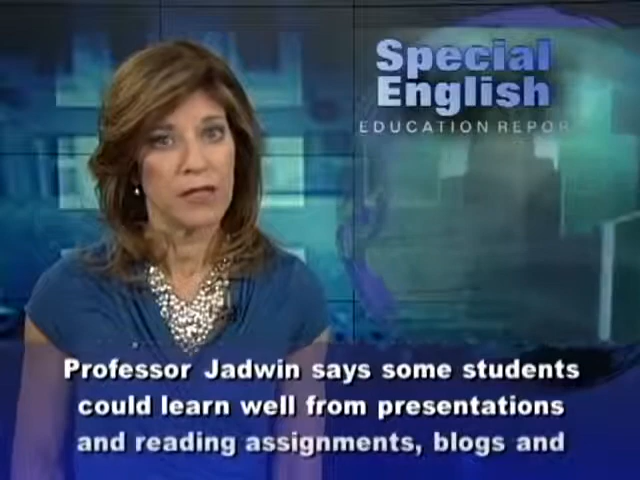 Special
English
EDUCATION REPOR
Professor Jadwin says some students
could learn well from presentations
and reading assignments, blogs and